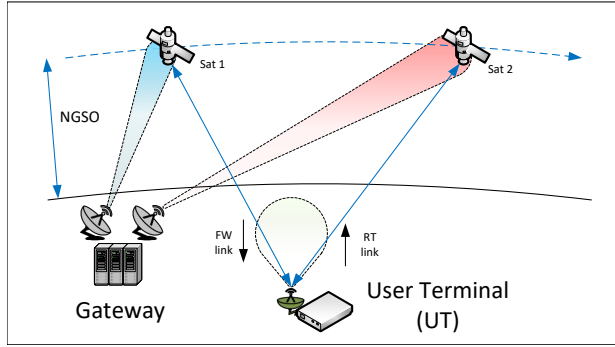 Sat 1
Sat 2
NGSO
FW
link
RT
link
Gateway
User Terminal
(UT)